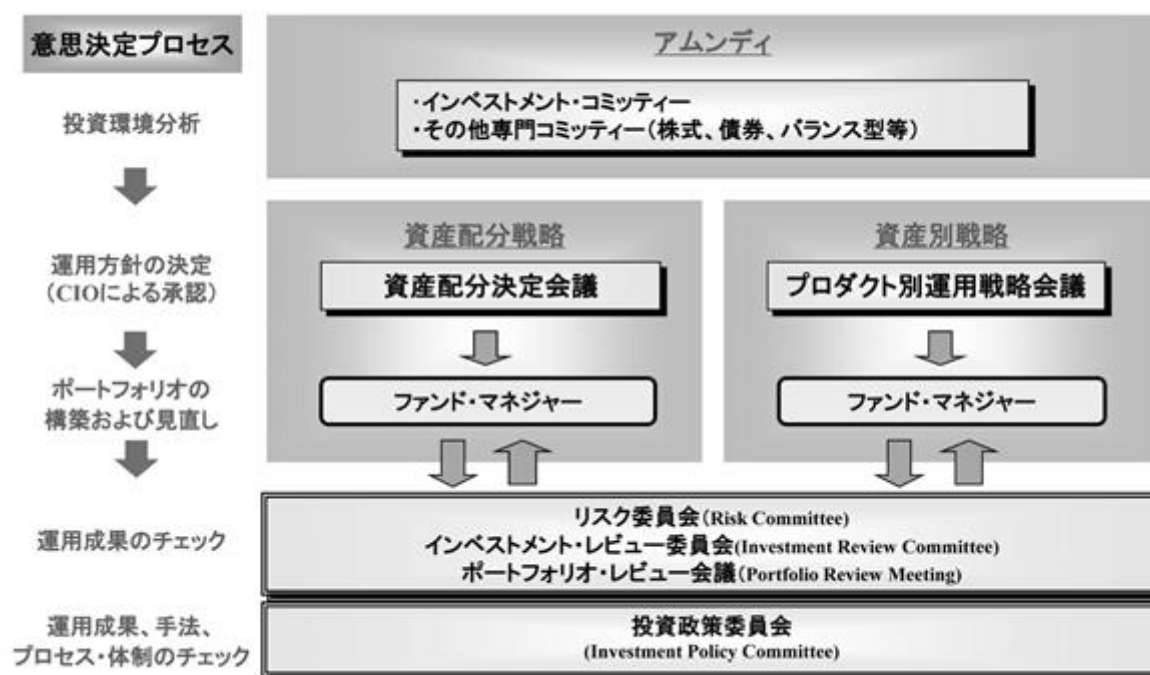 意思決定プロセス
アムンディ
投資環境分析
・インベストメント・コミッティー
・その他専門コミッティー(株式、債券、バランス型等)
資産配分戦略
資産別戦略
運用方針の決定
(CIOによる承認)
資産配分決定会議
プロダクト別運用戦略会議
ポートフォリオの
構築および見直し
ファンド・マネジャー
ファンド・マネジャー
運用成果のチェック
リスク委員会(Risk Committee)
インベストメント・レビュー委員会(Investment Review Committee)
ポートフォリオ・レビュー会議(Portfolio Review Meeting)
運用成果、手法、
プロセス・体制のチェック
投資政策委員会
(Investment Policy Committee)